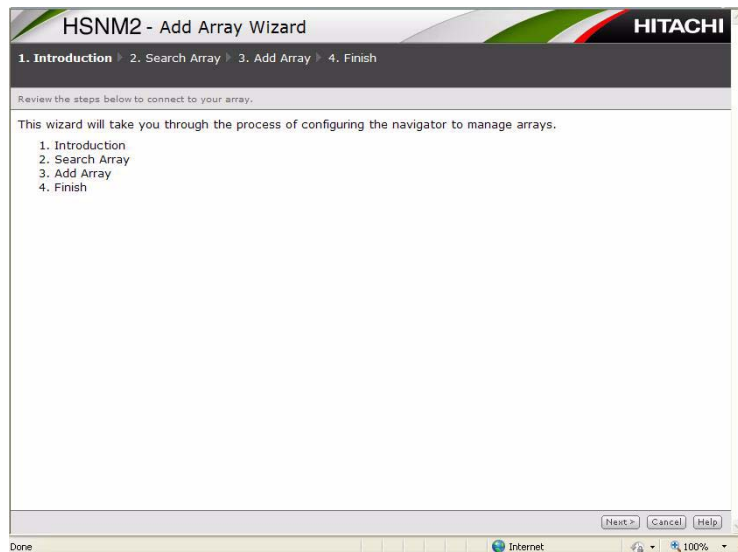 HSNM2 - Add Array Wizard
HITACHI
1. Introduction 2. Search Array 3. Add Array 4. Finish
Review the steps below to connect to your array.
This wizard will take you through the process of configuring the navigator to manage arrays.
1. Introduction
2. Search Array
3. Add Array
4. Finish
Next > Cancel Help
Done Internet 100%